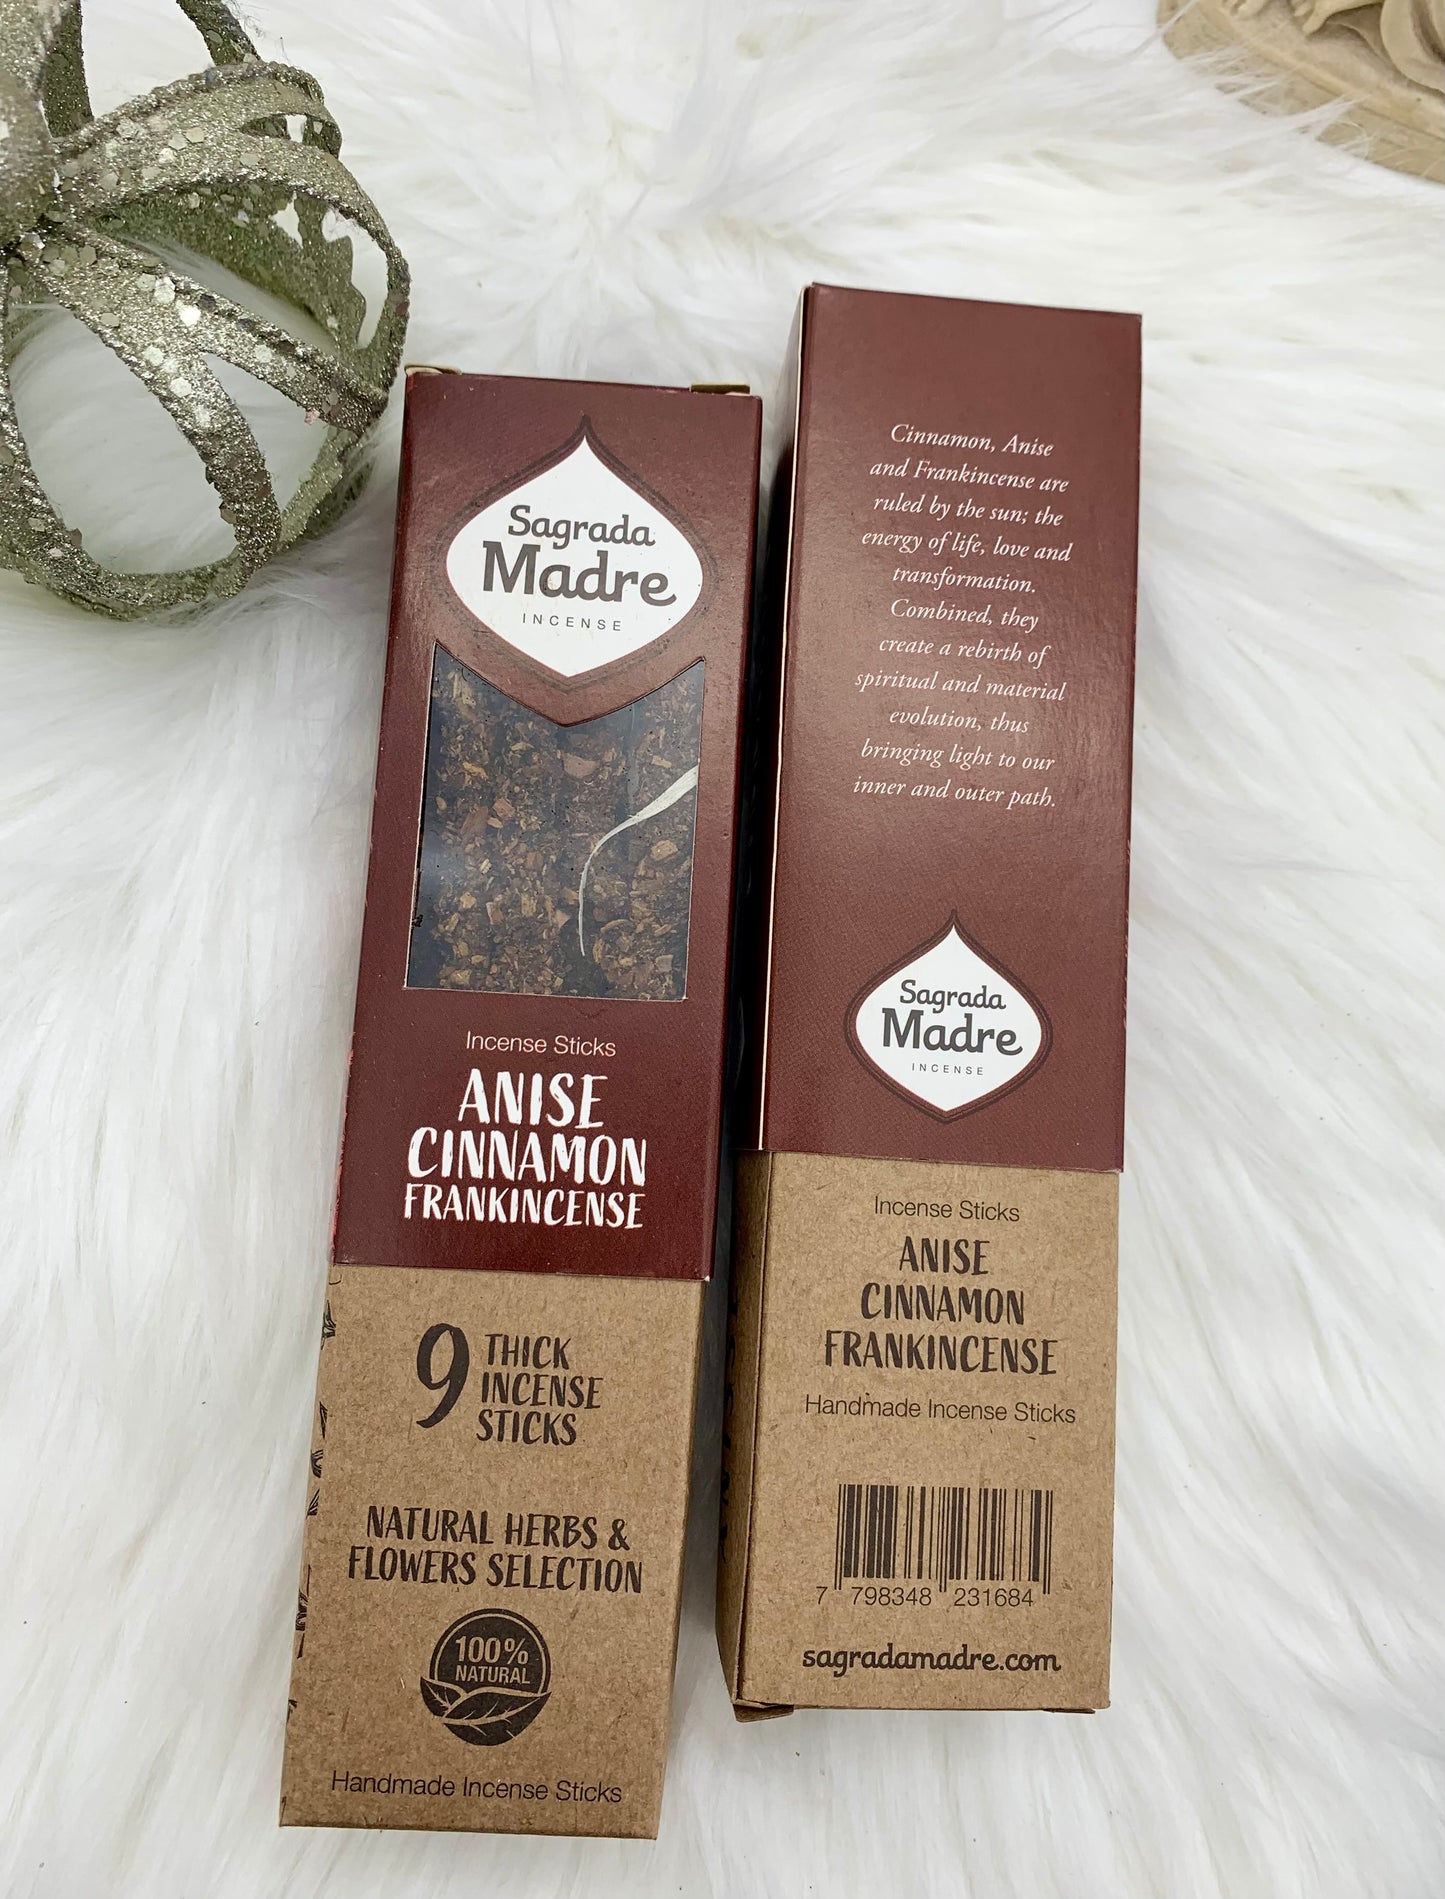 Sagrada
Madre
INCENSE
Incense Sticks
ANISE
CINNAMON
FRANKINCENSE
9 THICK
INCENSE
STICKS
NATURAL HERBS &
FLOWERS SELECTION
100%
NATURAL
Handmade Incense Sticks
Cinnamon, Anise
and Frankincense are
ruled by the sun; the
energy of life, love and
transformation.
Combined, they
create a rebirth of
spiritual and material
evolution, thus
bringing light to our
inner and outer path.
Sagrada
Madre
INCENSE
Incense Sticks
ANISE
CINNAMON
FRANKINCENSE
Handmade Incense Sticks
7 798348 231684
sagradamadre.com